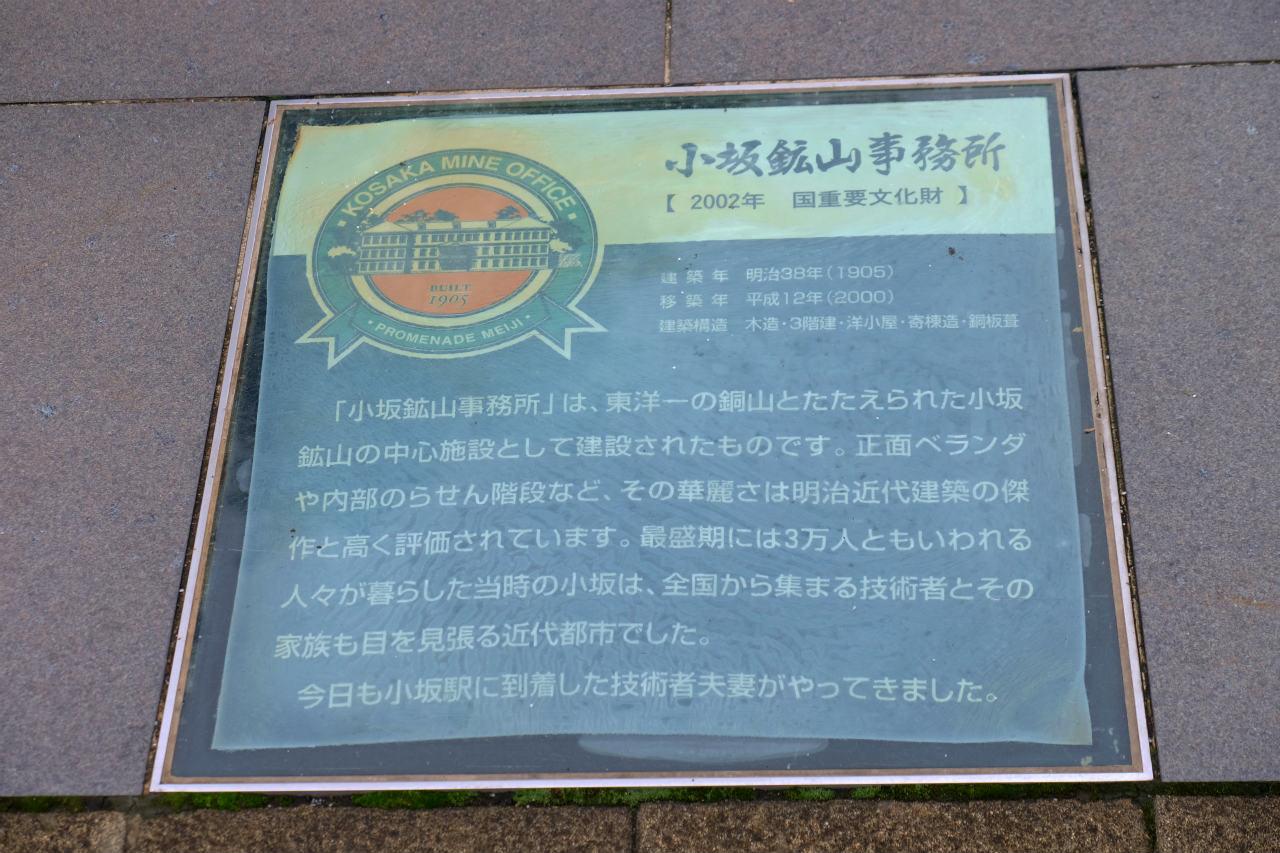 KOSAKA MINE OFFICE
BUILT
1905
PROMENADE MEIJI
小坂鉱山事務所
【 2002年　国重要文化財 】
建築年　明治38年（1905）
移築年　平成12年（2000）
建築構造　木造・3階建・洋小屋・寄棟造・銅板葺
「小坂鉱山事務所」は、東洋一の銅山とたたえられた小坂
鉱山の中心施設として建設されたものです。正面ベランダ
や内部のらせん階段など、その華麗さは明治近代建築の傑
作と高く評価されています。最盛期には3万人ともいわれる
人々が暮らした当時の小坂は、全国から集まる技術者とその
家族も目を見張る近代都市でした。
今日も小坂駅に到着した技術者夫妻がやってきました。